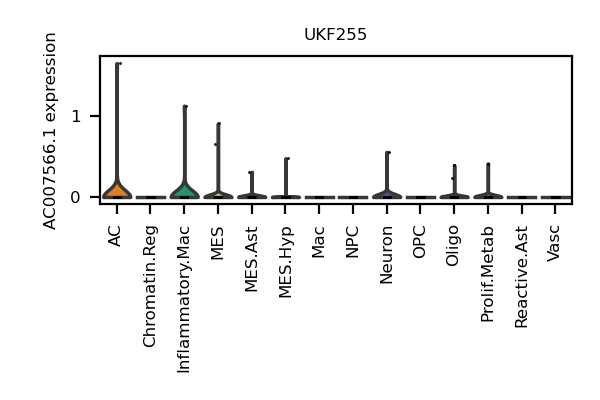 UKF255
AC007566.1 expression
1
0
AC
Chromatin.Reg
Inflammatory.Mac
MES
MES.Ast
MES.Hyp
Mac
NPC
Neuron
OPC
Oligo
Prolif.Metab
Reactive.Ast
Vasc